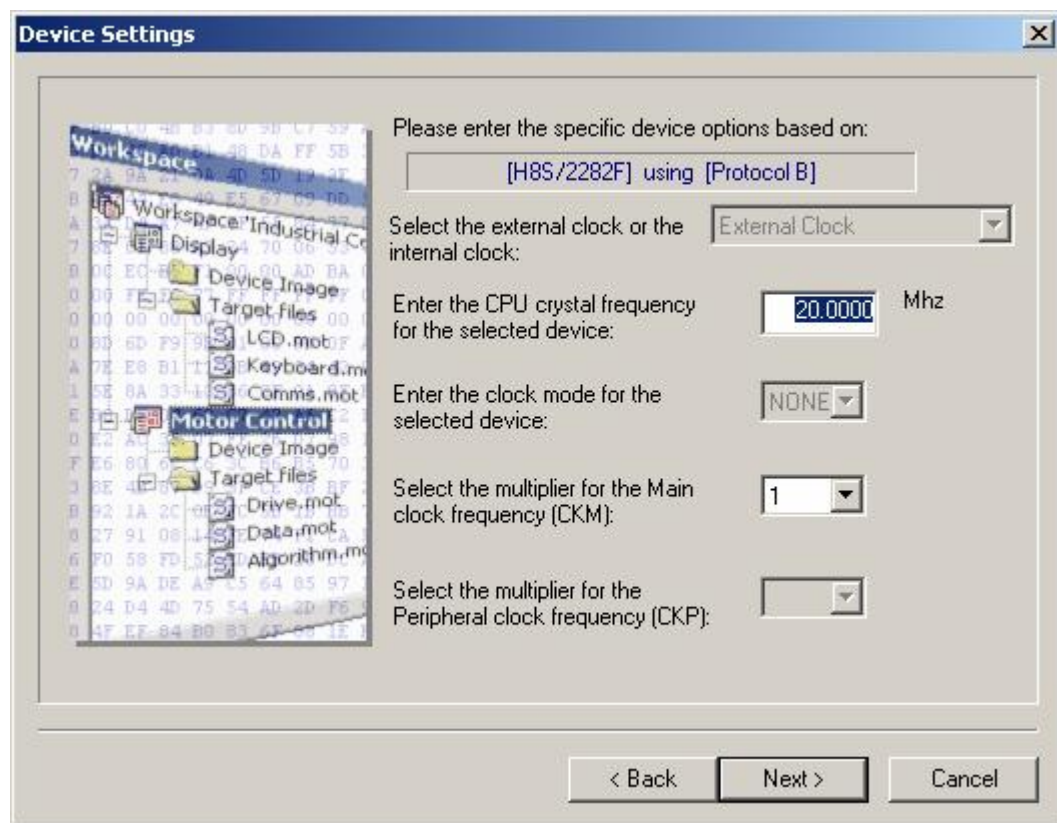 Device Settings
Please enter the specific device options based on:
[H8S/2282F] using [Protocol B]
Select the external clock or the
internal clock:
External Clock
Enter the CPU crystal frequency
for the selected device:
20.0000
Mhz
Enter the clock mode for the
selected device:
NONE
Select the multiplier for the Main
clock frequency (CKM):
1
Select the multiplier for the
Peripheral clock frequency (CKP):
Workspace
Workspace 'Industrial Co
Display
Device Image
Target files
LCD.mot
Keyboard.m
Comms.mot
Motor Control
Device Image
Target files
Drive.mot
Data.mot
Algorithm.mo
< Back
Next >
Cancel